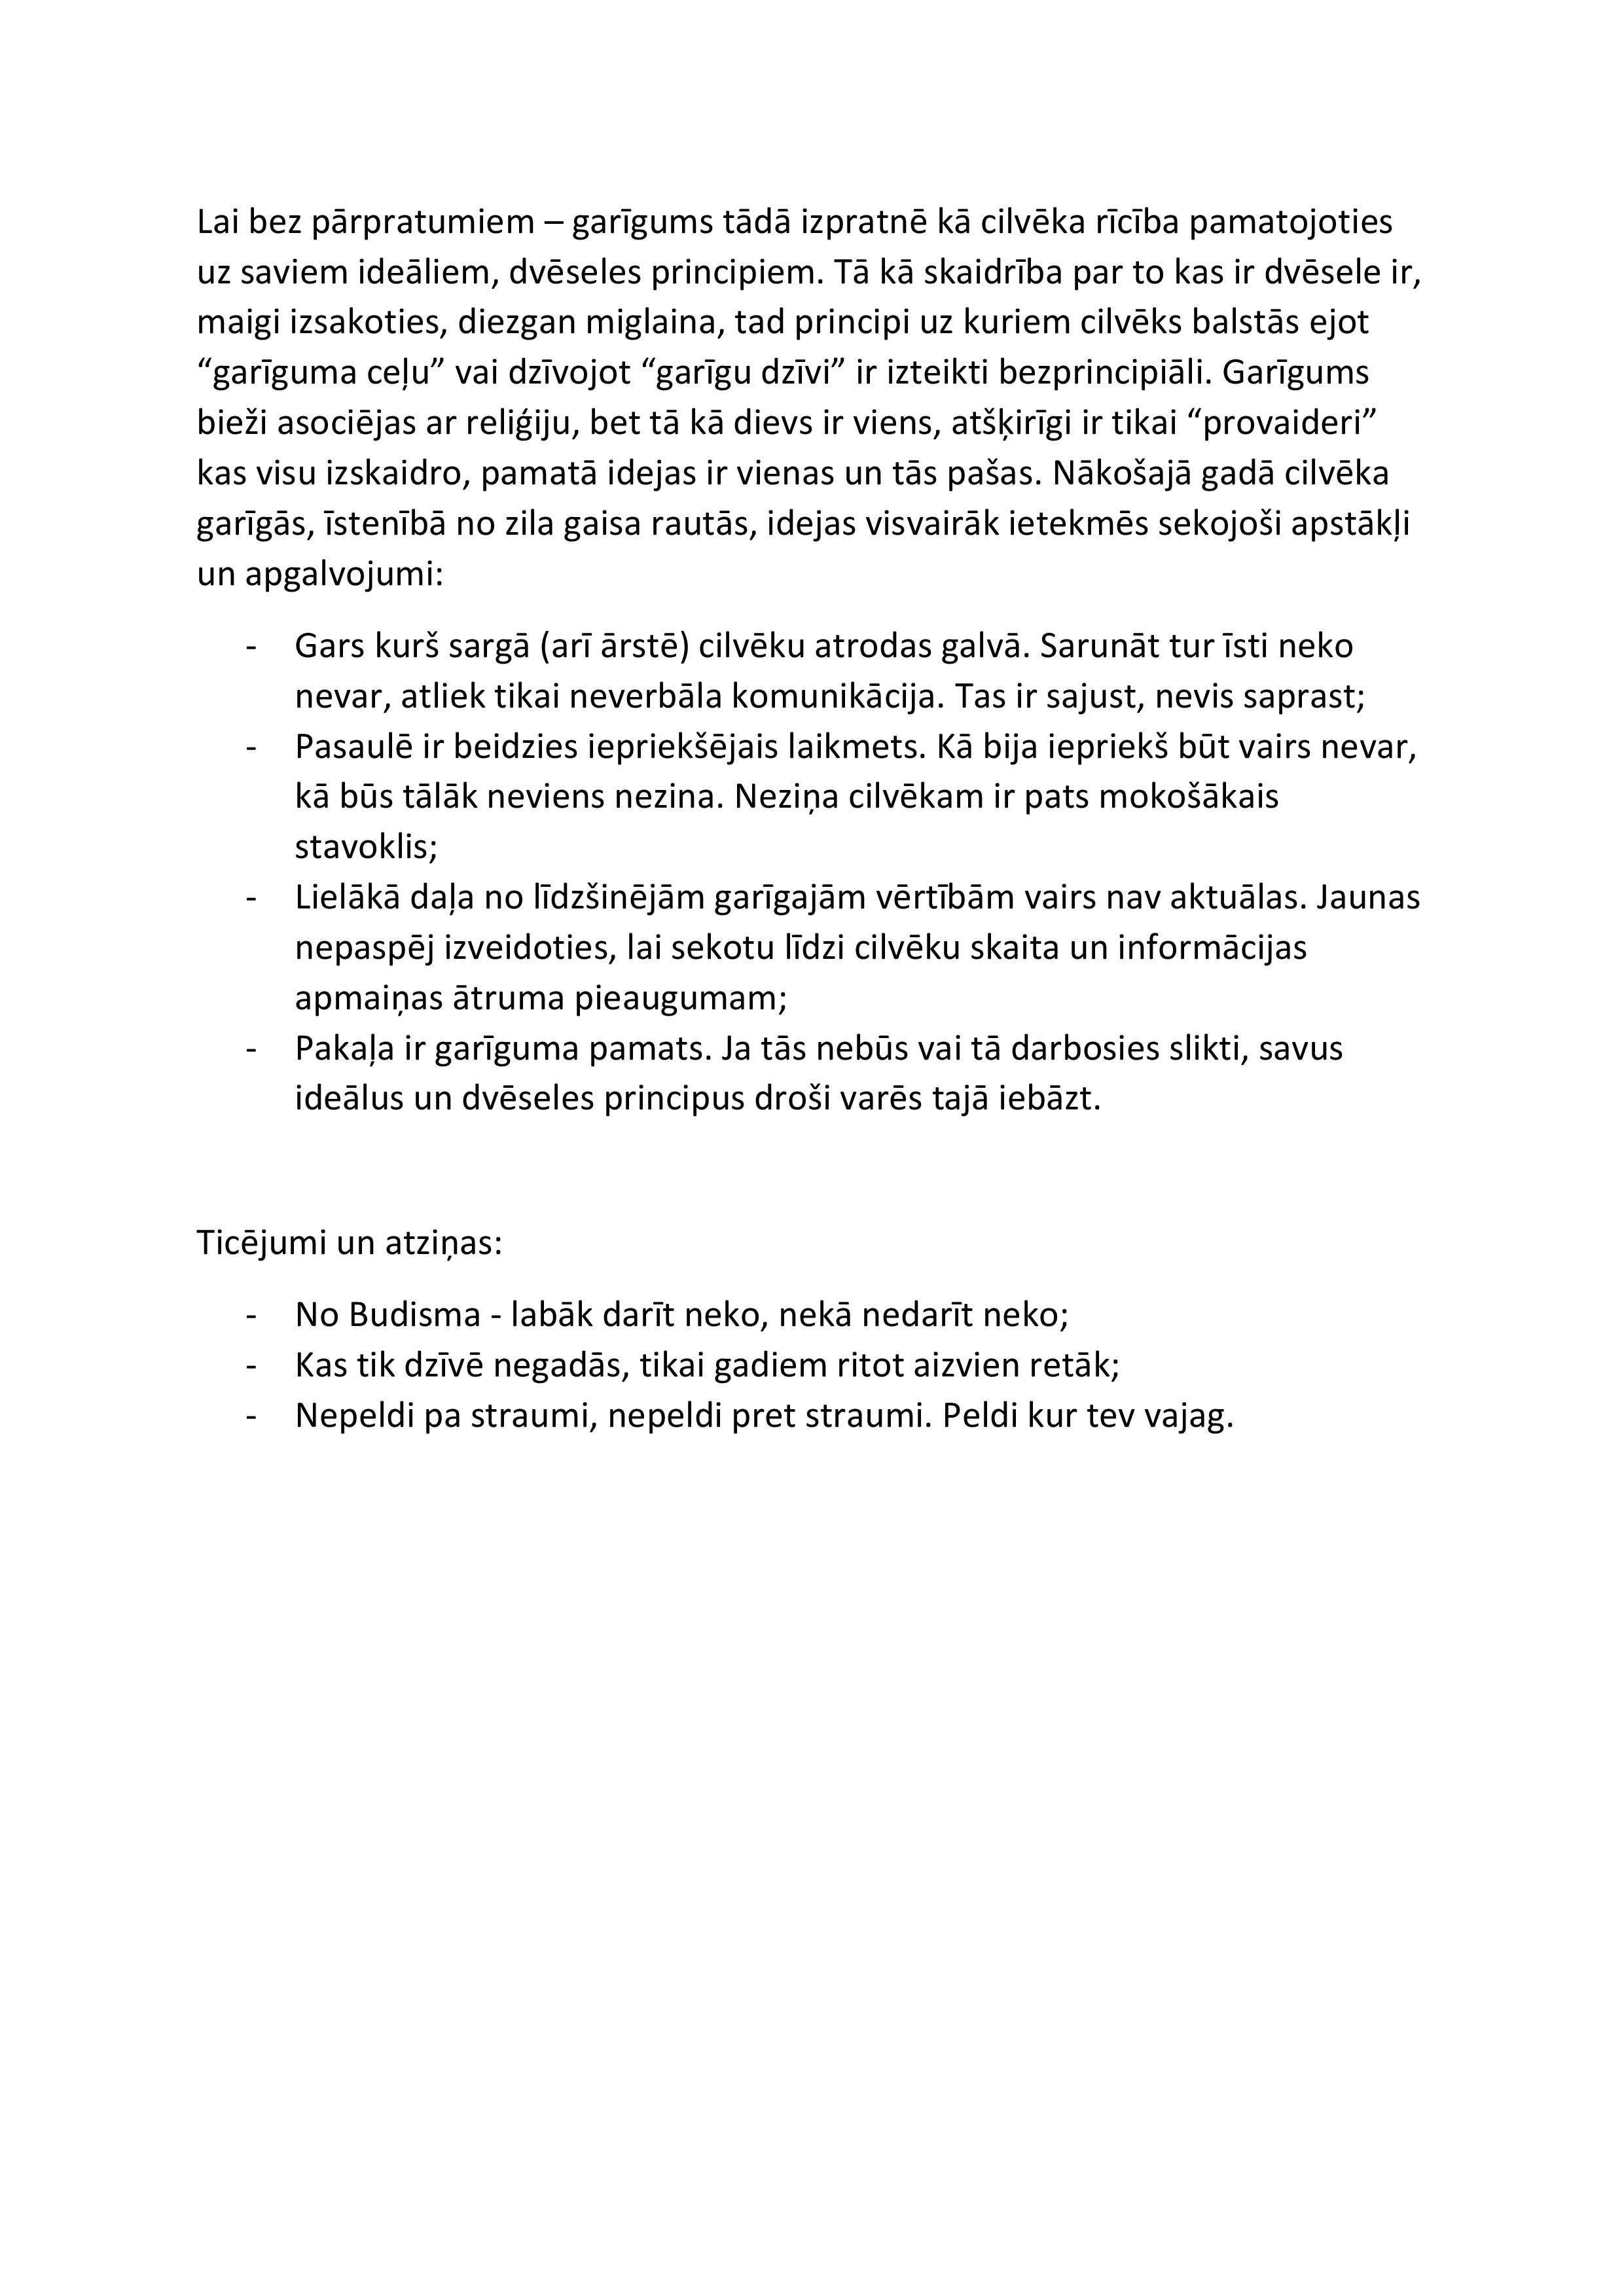 Lai bez pārpratumiem – garīgums tādā izpratnē kā cilvēka rīcība pamatojoties
uz saviem ideāliem, dvēseles principiem. Tā kā skaidrība par to kas ir dvēsele ir,
maigi izsakoties, diezgan miglaina, tad principi uz kuriem cilvēks balstās ejot
“garīguma ceļu” vai dzīvojot “garīgu dzīvi” ir izteikti bezprincipiāli. Garīgums
bieži asociējas ar reliģiju, bet tā kā dievs ir viens, atšķirīgi ir tikai “provaideri”
kas visu izskaidro, pamatā idejas ir vienas un tās pašas. Nākošajā gadā cilvēka
garīgās, īstenībā no zila gaisa rautās, idejas visvairāk ietekmēs sekojoši apstākļi
un apgalvojumi:
- Gars kurš sargā (arī ārstē) cilvēku atrodas galvā. Sarunāt tur īsti neko
nevar, atliek tikai neverbāla komunikācija. Tas ir sajust, nevis saprast;
- Pasaulē ir beidzies iepriekšējais laikmets. Kā bija iepriekš būt vairs nevar,
kā būs tālāk neviens nezina. Neziņa cilvēkam ir pats mokošākais
stavoklis;
- Lielākā daļa no līdzšinējām garīgajām vērtībām vairs nav aktuālas. Jaunas
nepaspēj izveidoties, lai sekotu līdzi cilvēku skaita un informācijas
apmaiņas ātruma pieaugumam;
- Pakaļa ir garīguma pamats. Ja tās nebūs vai tā darbosies slikti, savus
ideālus un dvēseles principus droši varēs tajā iebāzt.
Ticējumi un atziņas:
- No Budisma - labāk darīt neko, nekā nedarīt neko;
- Kas tik dzīvē negadās, tikai gadiem ritot aizvien retāk;
- Nepeldi pa straumi, nepeldi pret straumi. Peldi kur tev vajag.